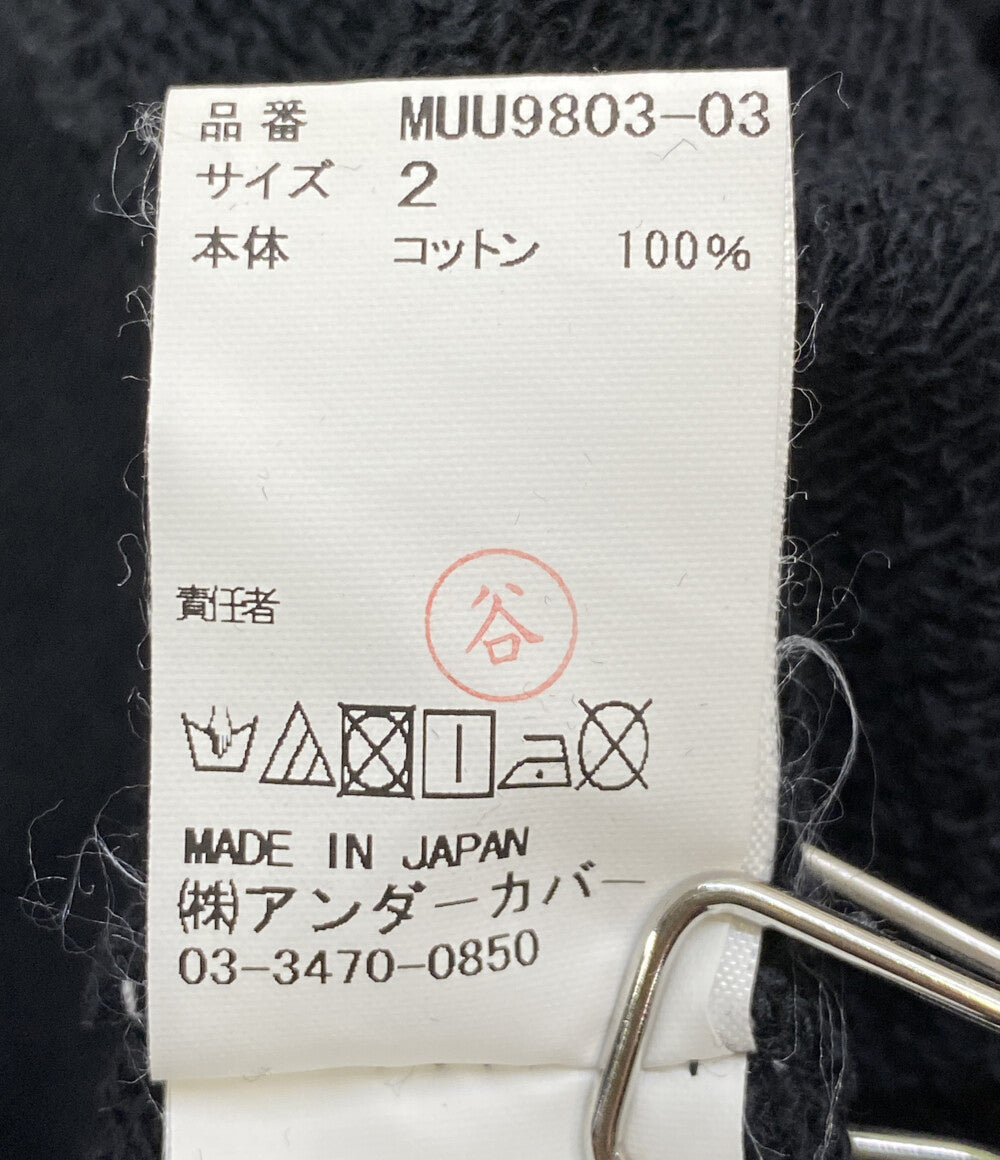 品番 MUU9803-03
サイズ 2
本体 コットン 100%
責任者 谷
MADE IN JAPAN
(株)アンダーカバー
03-3470-0850